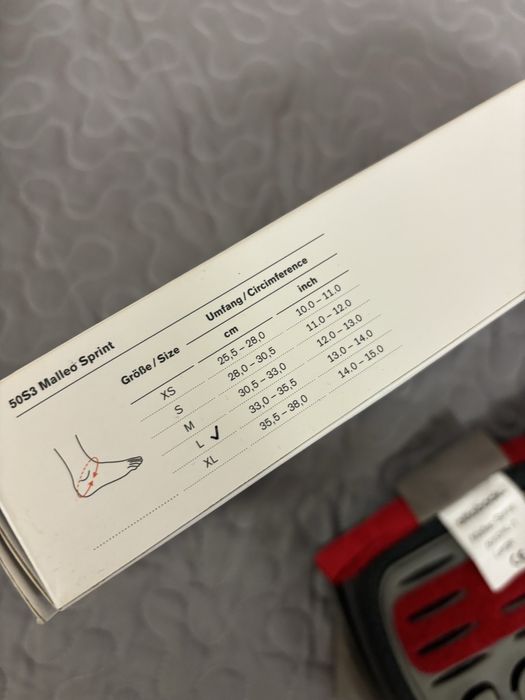 50S3 Malleo Sprint
Umfang / Circimference
Größe / Size cm inch
XS 25,5 – 28,0 10.0 – 11.0
S 28,0 – 30,5 11.0 – 12.0
M 30,5 – 33,0 12.0 – 13.0
L ✓ 33,0 – 35,5 13.0 – 14.0
XL 35,5 – 38,0 14.0 – 15.0